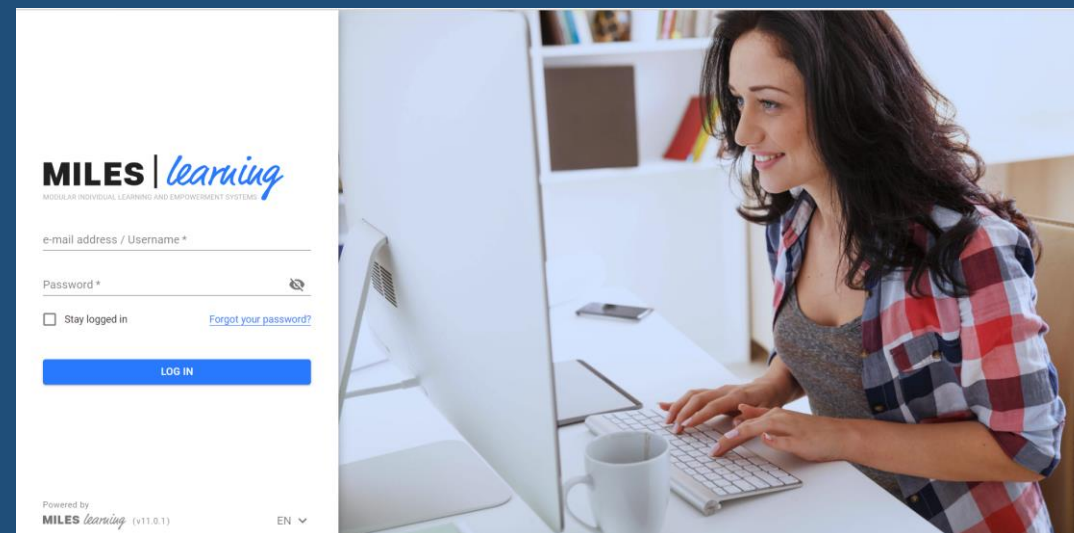 MILES | learning
MODULAR INDIVIDUAL LEARNING AND EMPOWERMENT SYSTEMS
e-mail address / Username *
Password *
Stay logged in
Forgot your password?
LOG IN
Powered by
MILES learning (v11.0.1)
EN